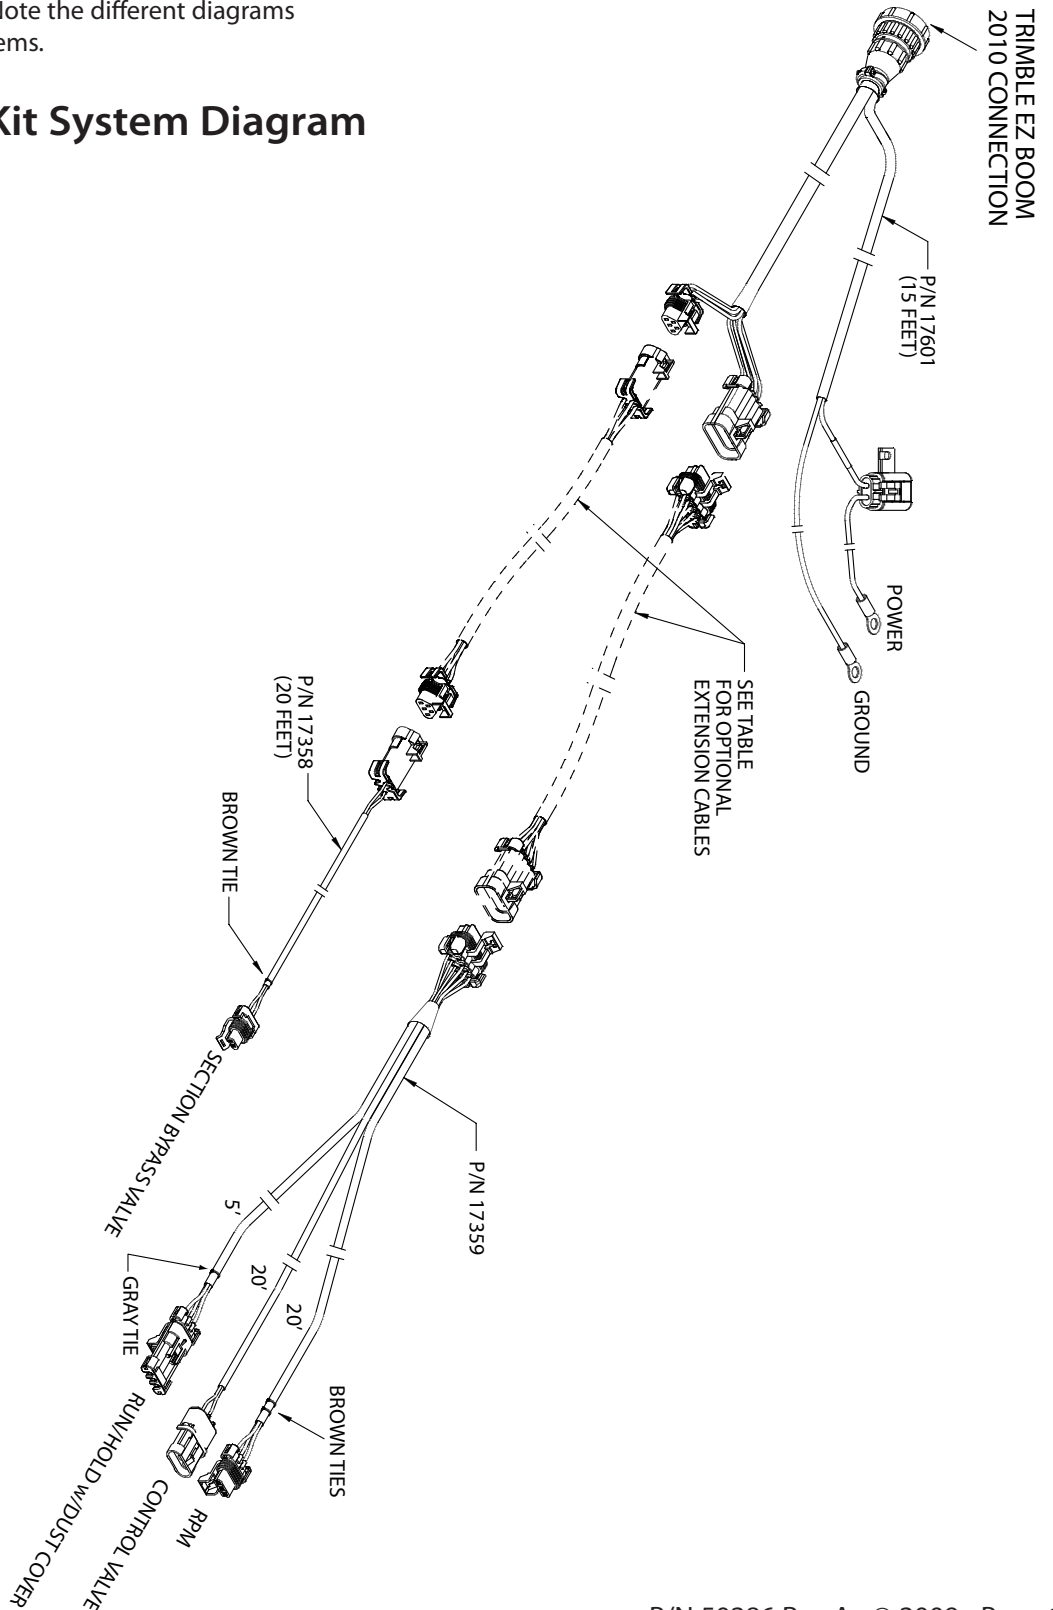 Note the different diagrams
ems.
Kit System Diagram
TRIMBLE EZ BOOM
2010 CONNECTION
P/N 17601
(15 FEET)
POWER
GROUND
SEE TABLE
FOR OPTIONAL
EXTENSION CABLES
P/N 17358
(20 FEET)
BROWN TIE
SECTION BYPASS VALVE
P/N 17359
5'
20'
20'
GRAY TIE
BROWN TIES
RUN/HOLD w/DUST COVER
CONTROL VALVE
RPM